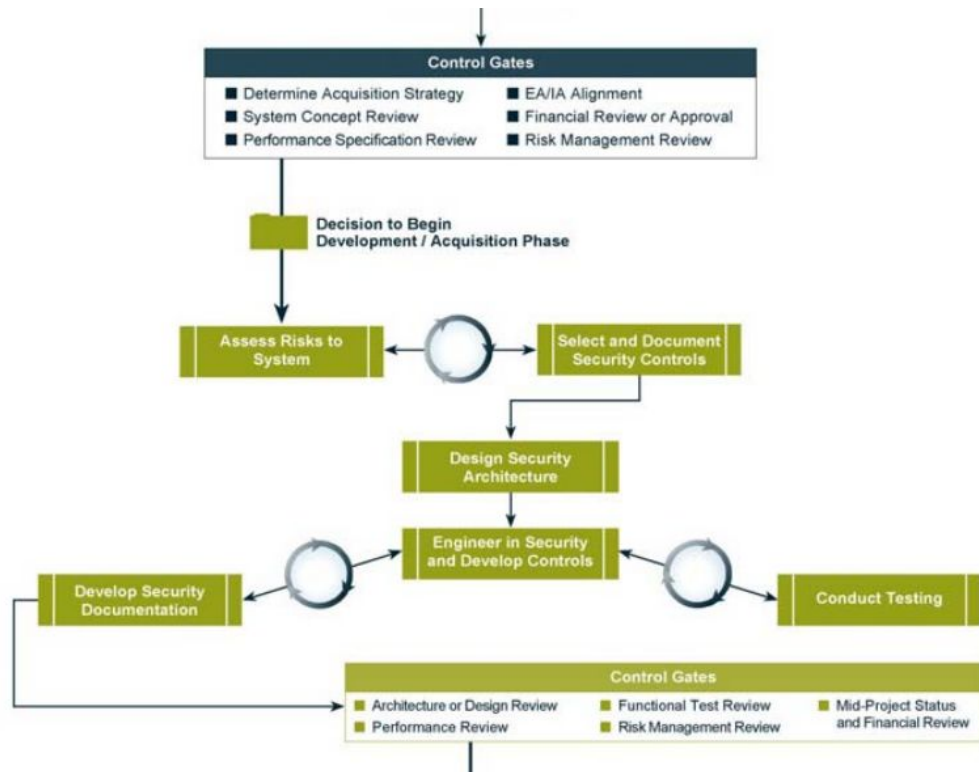 Control Gates
Determine Acquisition Strategy
System Concept Review
Performance Specification Review
EA/IA Alignment
Financial Review or Approval
Risk Management Review
Decision to Begin
Development / Acquisition Phase
Assess Risks to
System
Select and Document
Security Controls
Design Security
Architecture
Engineer in Security
and Develop Controls
Develop Security
Documentation
Conduct Testing
Control Gates
Architecture or Design Review
Performance Review
Functional Test Review
Risk Management Review
Mid-Project Status
and Financial Review